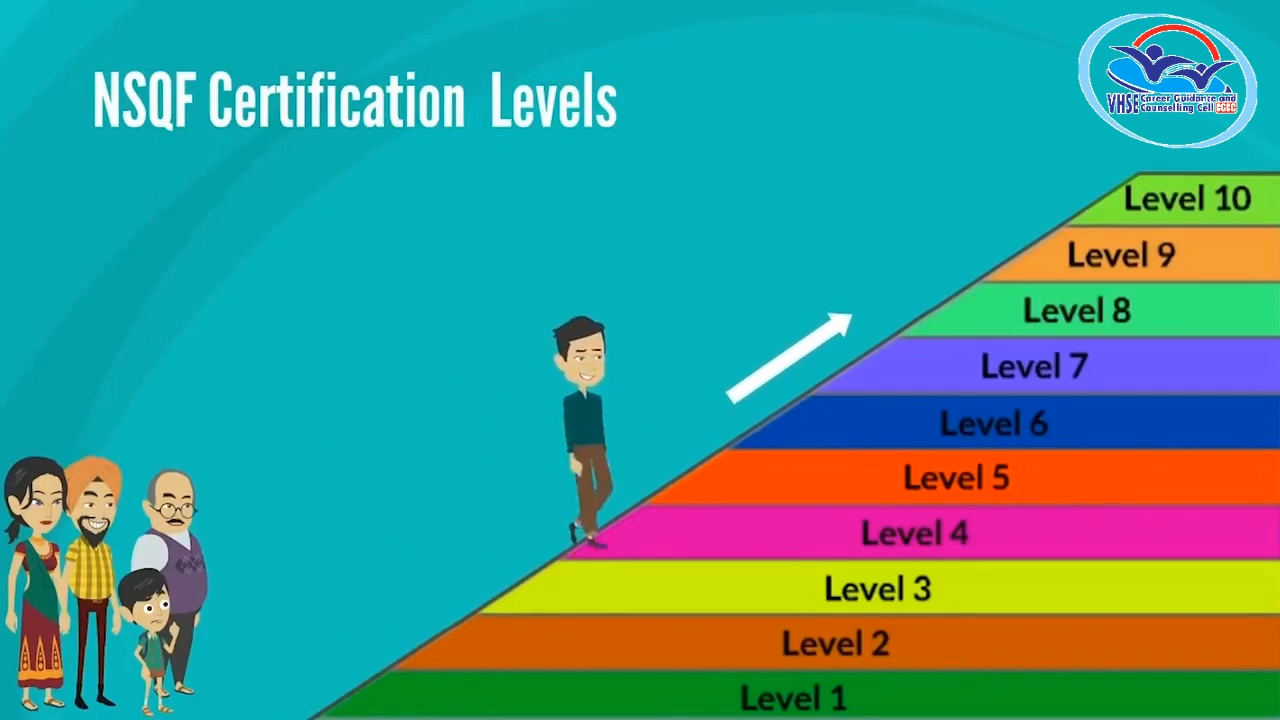 NSQF Certification Levels
VHSE Career Guidance and
Counselling Cell CGCC
Level 10
Level 9
Level 8
Level 7
Level 6
Level 5
Level 4
Level 3
Level 2
Level 1